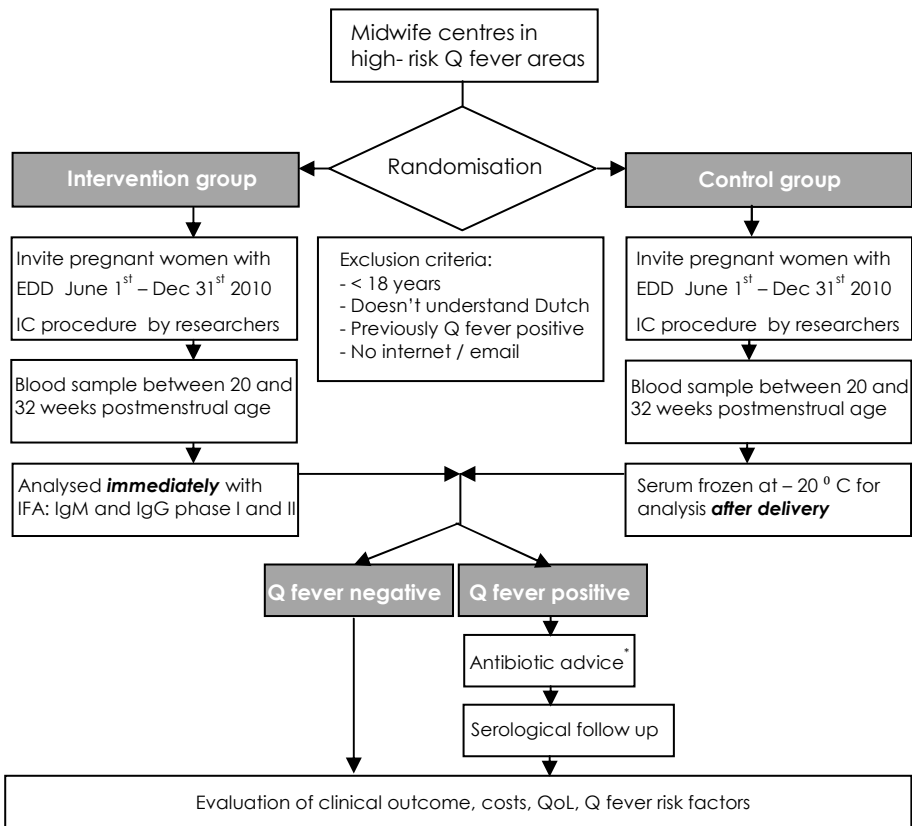 Midwife centres in
high- risk Q fever areas
Randomisation
Intervention group
Control group
Invite pregnant women with
EDD June 1st – Dec 31st 2010
IC procedure by researchers
Exclusion criteria:
- < 18 years
- Doesn't understand Dutch
- Previously Q fever positive
- No internet / email
Invite pregnant women with
EDD June 1st – Dec 31st 2010
IC procedure by researchers
Blood sample between 20 and
32 weeks postmenstrual age
Blood sample between 20 and
32 weeks postmenstrual age
Analysed immediately with
IFA: IgM and IgG phase I and II
Serum frozen at – 20 ⁰ C for
analysis after delivery
Q fever negative
Q fever positive
Antibiotic advice*
Serological follow up
Evaluation of clinical outcome, costs, QoL, Q fever risk factors